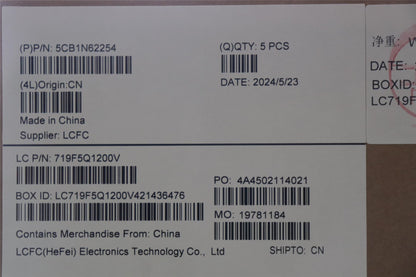 (P)P/N: 5CB1N62254
(Q)QTY: 5 PCS
(4L)Origin:CN
DATE: 2024/5/23
Made in China
Supplier: LCFC
净重: W
DATE:
BOXID:
LC719F
LC P/N: 719F5Q1200V
PO: 4A4502114021
BOX ID: LC719F5Q1200V421436476
MO: 19781184
Contains Merchandise From: China
LCFC(HeFei) Electronics Technology Co., Ltd
SHIPTO: CN